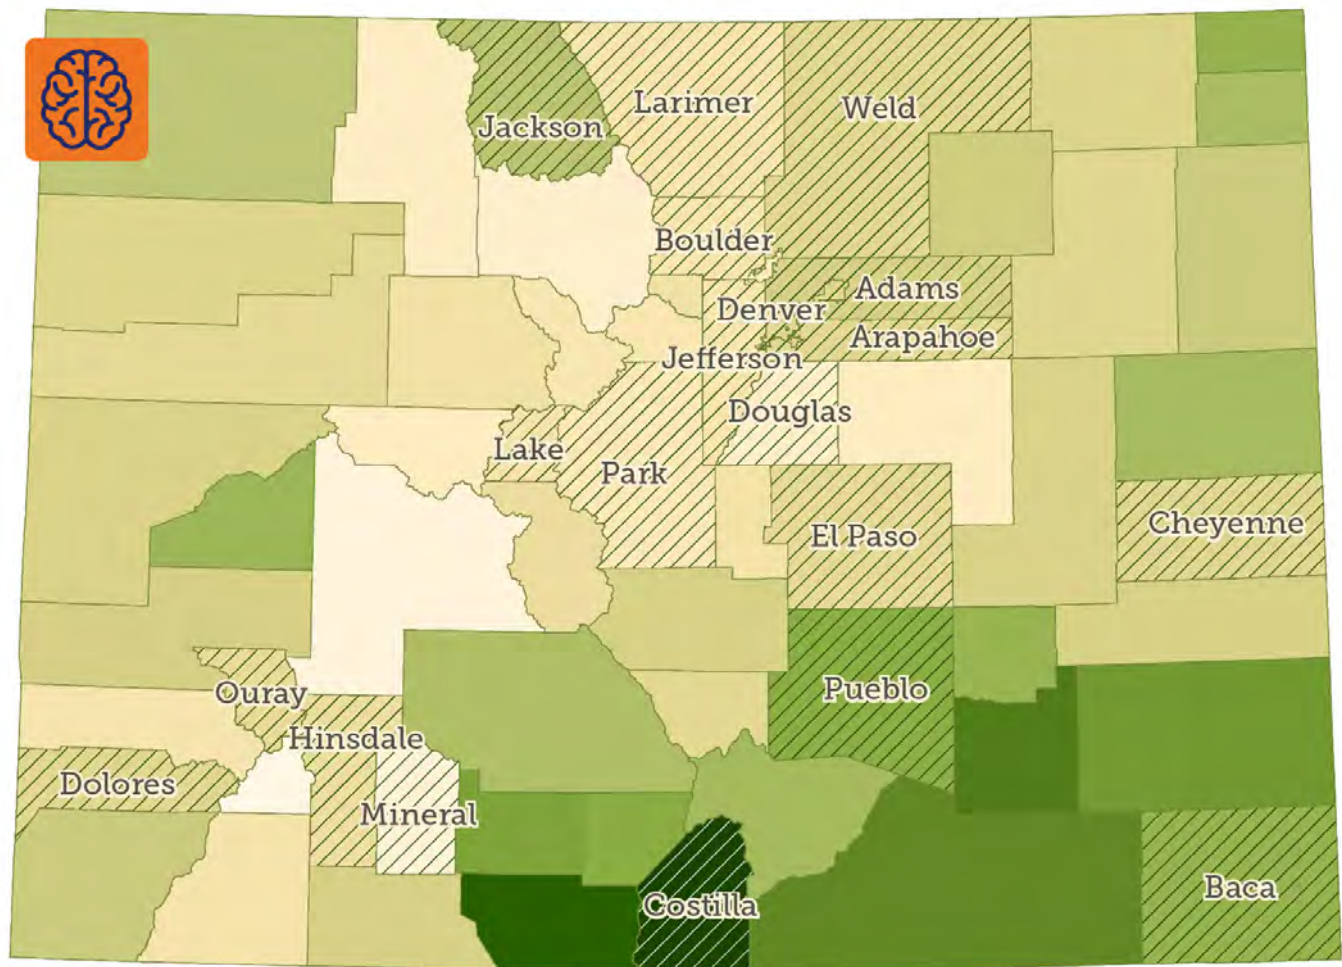 Larimer
Weld
Jackson
Boulder
Adams
Denver
Arapahoe
Jefferson
Douglas
Lake
Park
Cheyenne
El Paso
Pueblo
Ouray
Hinsdale
Dolores
Mineral
Baca
Costilla